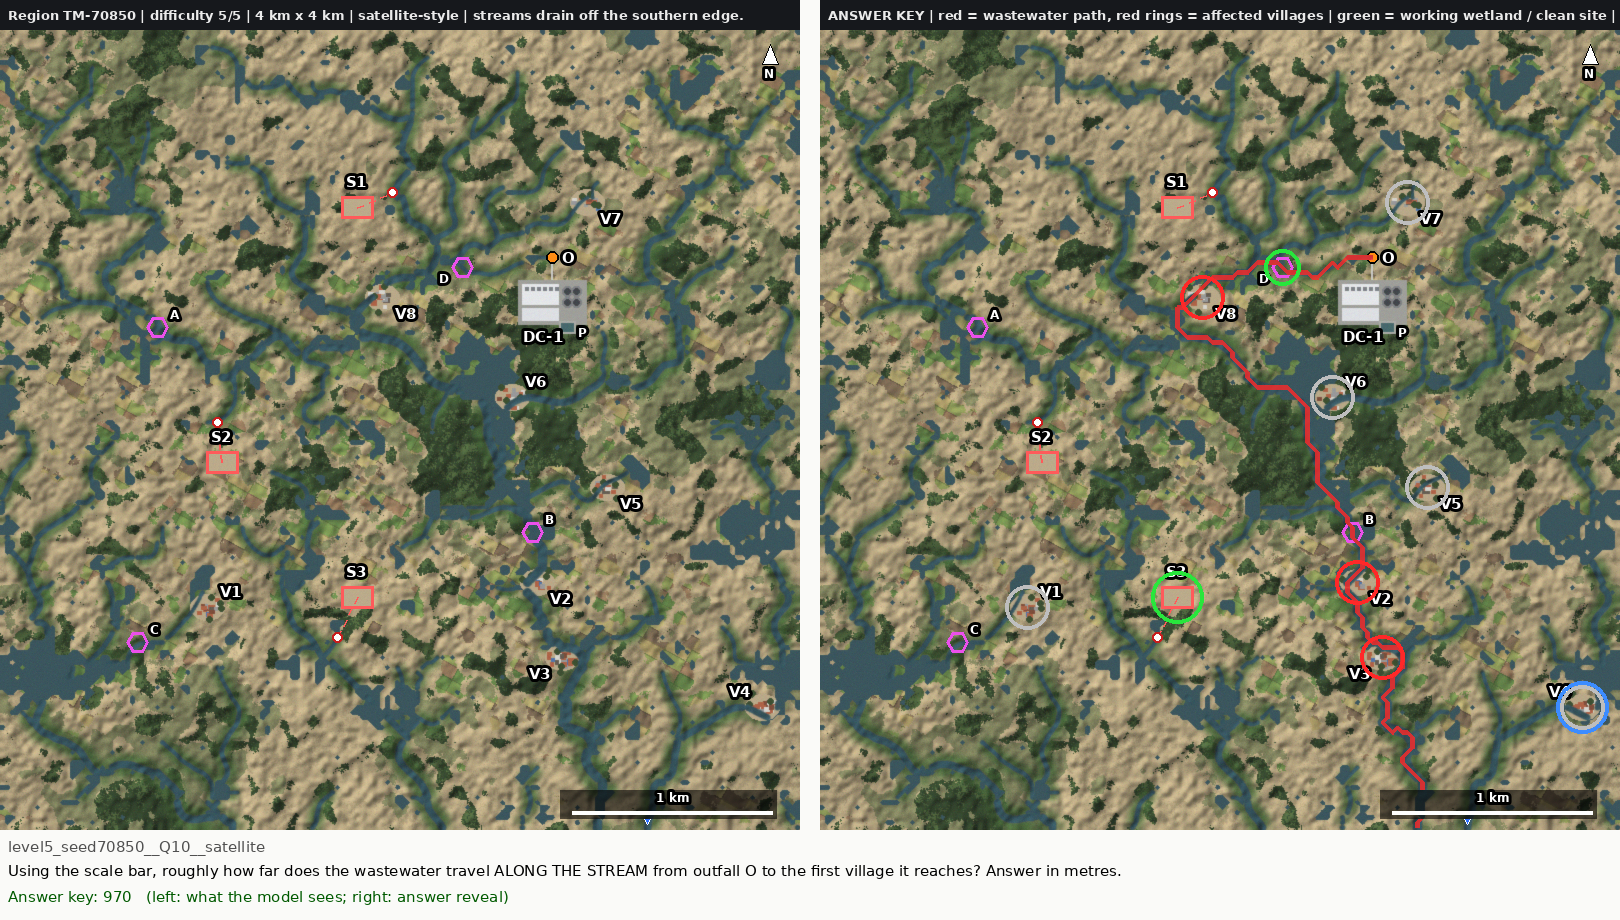 Region TM-70850 | difficulty 5/5 | 4 km x 4 km | satellite-style | streams drain off the southern edge.
N
S1
V7
O
D
V8
A
DC-1
P
V6
S2
V5
B
S3
V1
V2
C
V3
V4
1 km
ANSWER KEY | red = wastewater path, red rings = affected villages | green = working wetland / clean site |
N
S1
V7
O
D
V8
A
DC-1
P
V6
S2
V5
B
S3
V1
V2
C
V3
1 km
level5_seed70850__Q10__satellite
Using the scale bar, roughly how far does the wastewater travel ALONG THE STREAM from outfall O to the first village it reaches? Answer in metres.
Answer key: 970 (left: what the model sees; right: answer reveal)